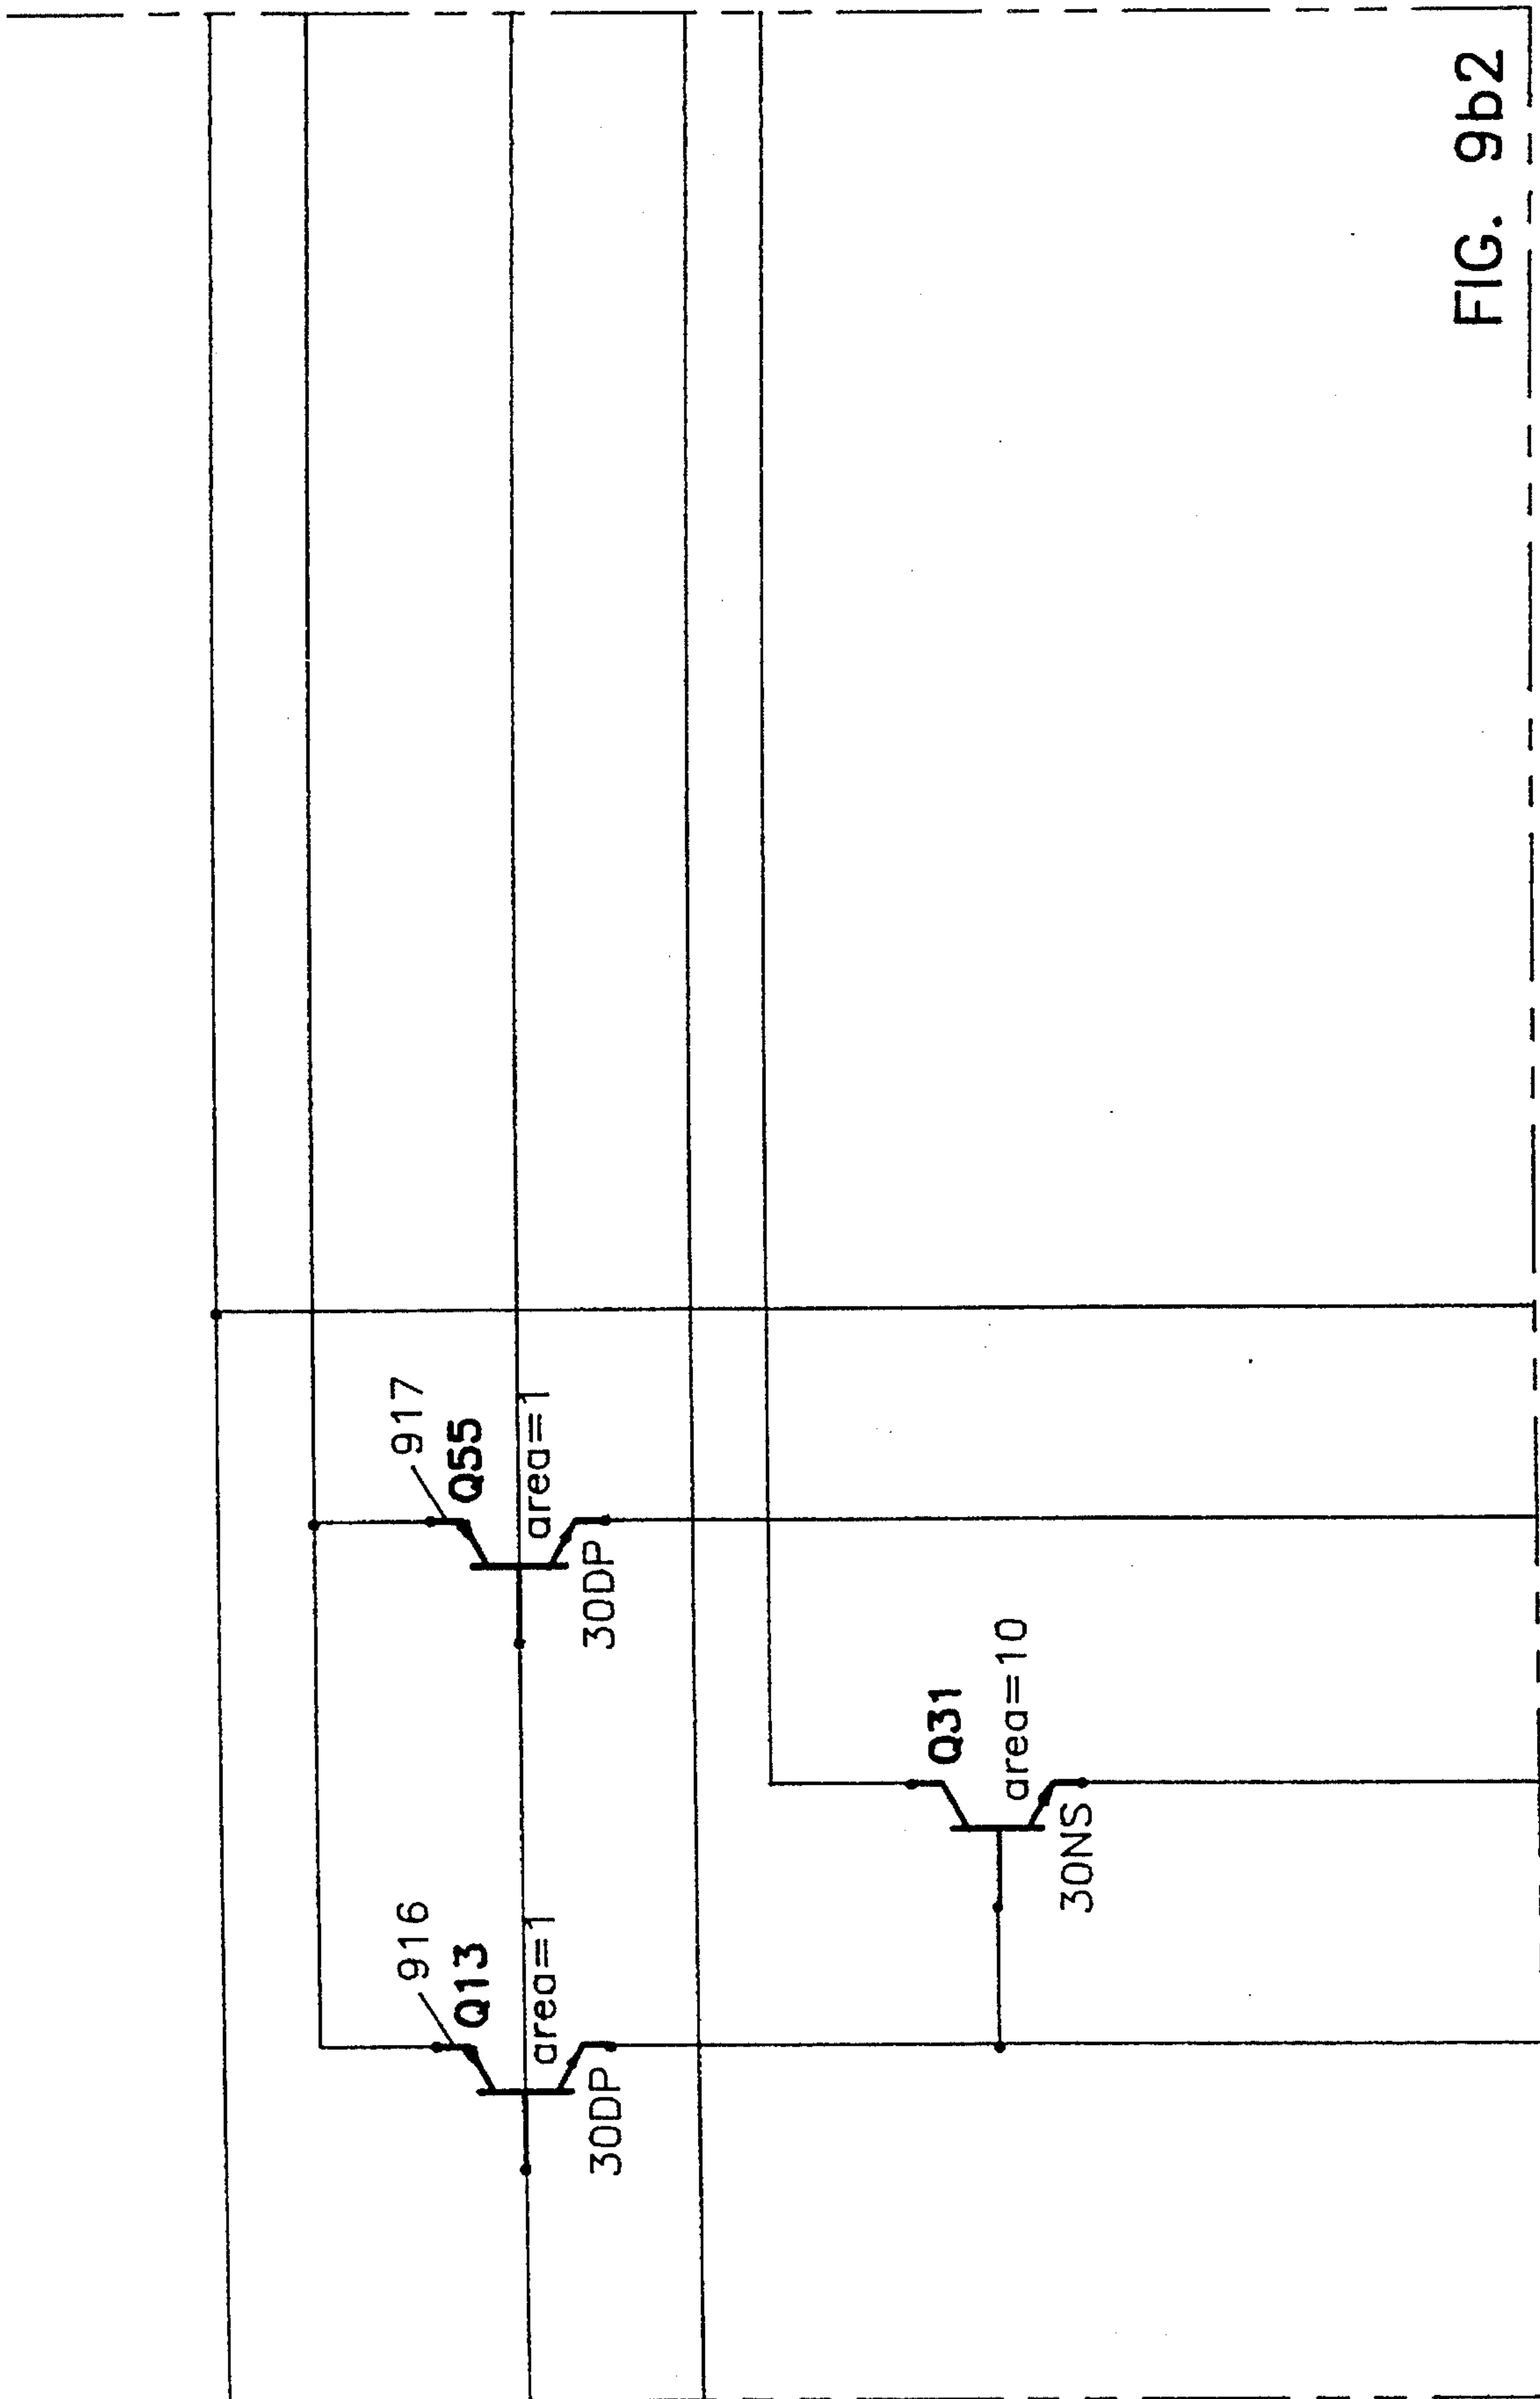 916
Q13
area=1
30DP
917
Q55
area=1
30DP
Q31
area=10
30NS
FIG. 9b2